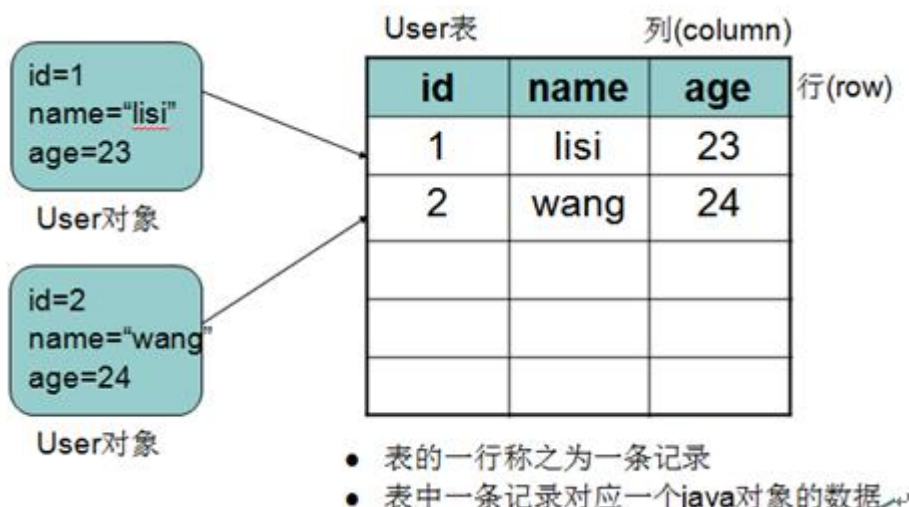 User表 列(column)
id name age 行(row)
1 lisi 23
2 wang 24
id=1
name=“lisi”
age=23
User对象
id=2
name=“wang”
age=24
User对象
● 表的一行称之为一条记录
● 表中一条记录对应一个java对象的数据